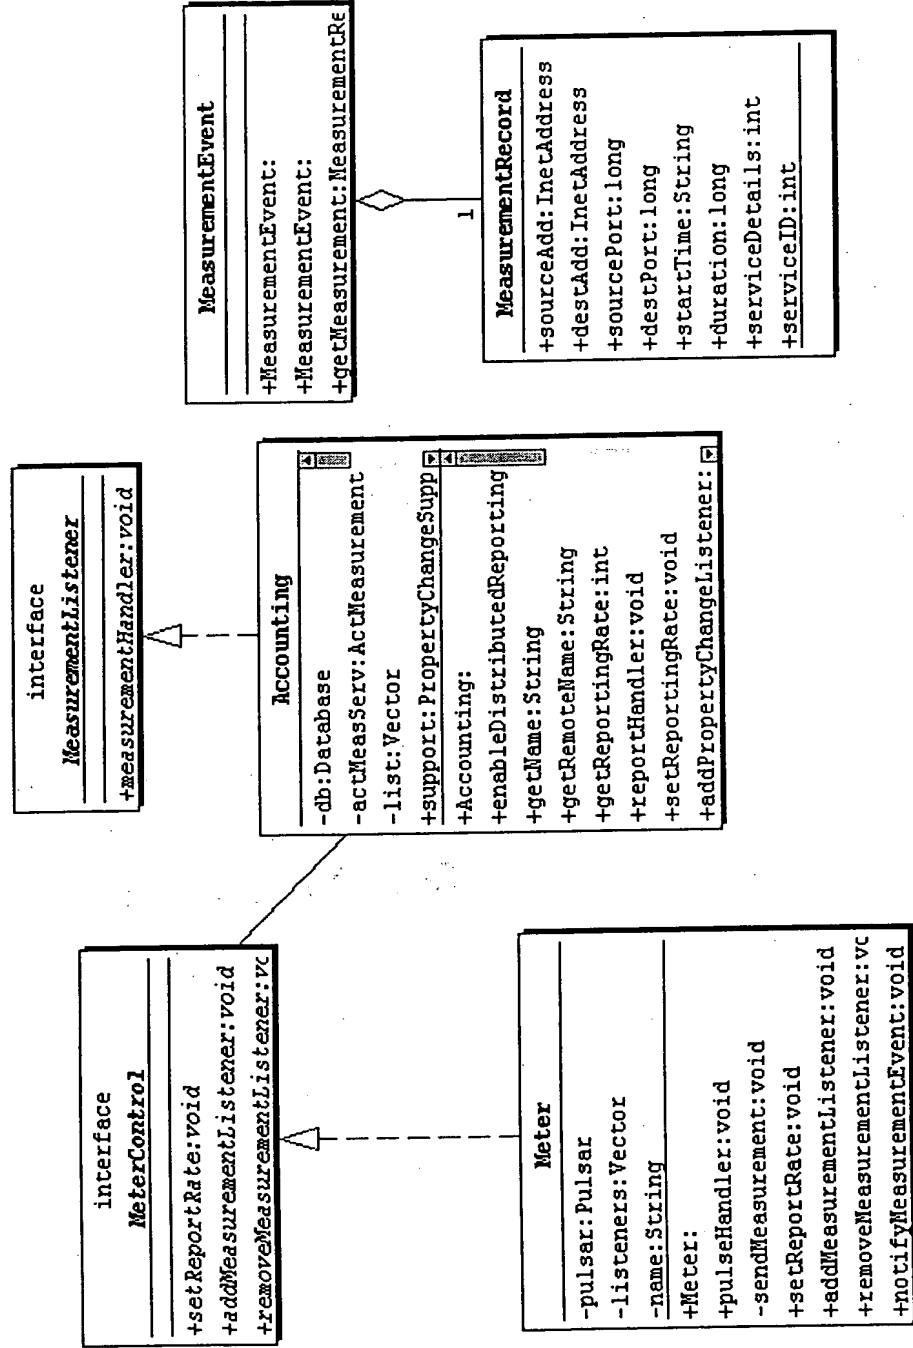 interface
MeterControl
+setReportRate:void
+addMeasurementListener:void
+removeMeasurementListener:vo
Meter
-pulsar:Pulsar
-listeners:Vector
-name:String
+Meter:
+pulseHandler:void
-sendMeasurement:void
+setReportRate:void
+addMeasurementListener:void
+removeMeasurementListener:vo
+notifyMeasurementEvent:void
interface
MeasurementListener
+measurementHandler:void
Accounting
-db:Database
-actMeasServ:ActMeasurement
-list:Vector
+support:PropertyChangeSupp
+Accounting:
+enableDistributedReporting
+getName:String
+getRemoteName:String
+getReportingRate:int
+reportHandler:void
+setReportingRate:void
+addPropertyChangeListener:
MeasurementEvent
+MeasurementEvent:
+MeasurementEvent:
+getMeasurement:MeasurementRe
1
MeasurementRecord
+sourceAdd:InetAddress
+destAdd:InetAddress
+sourcePort:long
+destPort:long
+startTime:String
+duration:long
+serviceDetails:int
+serviceID:int